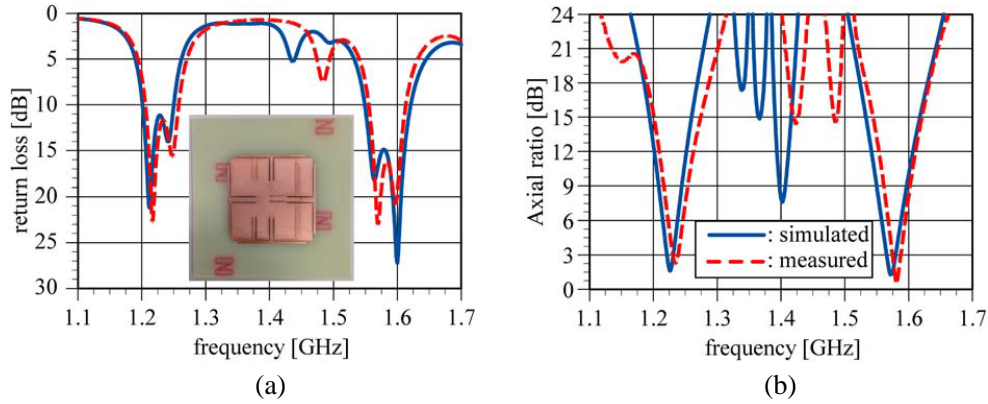 0
5
10
15
20
25
30
return loss [dB]
1.1 1.2 1.3 1.4 1.5 1.6 1.7
frequency [GHz]
(a)
24
21
18
15
12
9
6
3
0
Axial ratio [dB]
: simulated
: measured
1.1 1.2 1.3 1.4 1.5 1.6 1.7
frequency [GHz]
(b)